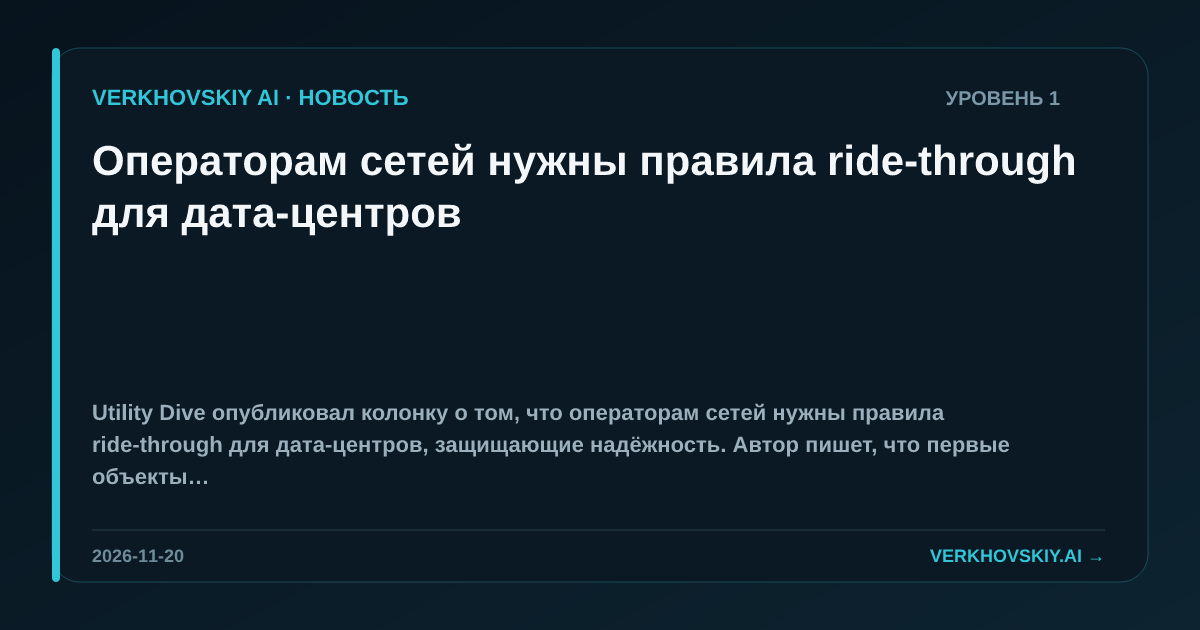 VERKHOVSKIY AI · НОВОСТЬ
УРОВЕНЬ 1
Операторам сетей нужны правила ride-through
для дата-центров
Utility Dive опубликовал колонку о том, что операторам сетей нужны правила
ride-through для дата-центров, защищающие надёжность. Автор пишет, что первые
объекты…
2026-11-20
VERKHOVSKIY.AI →